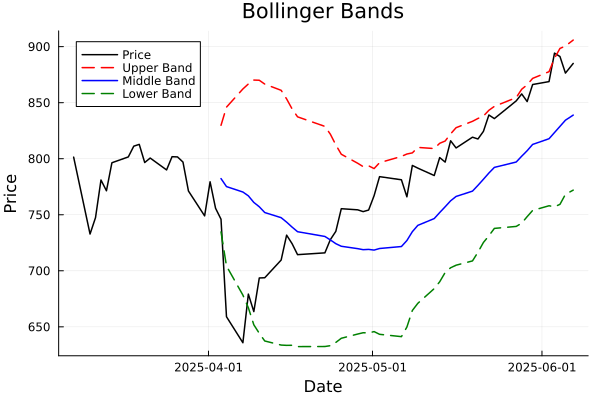 Bollinger Bands
Price
Upper Band
Middle Band
Lower Band
900
850
800
750
700
650
Price
2025-04-01 2025-05-01 2025-06-01
Date